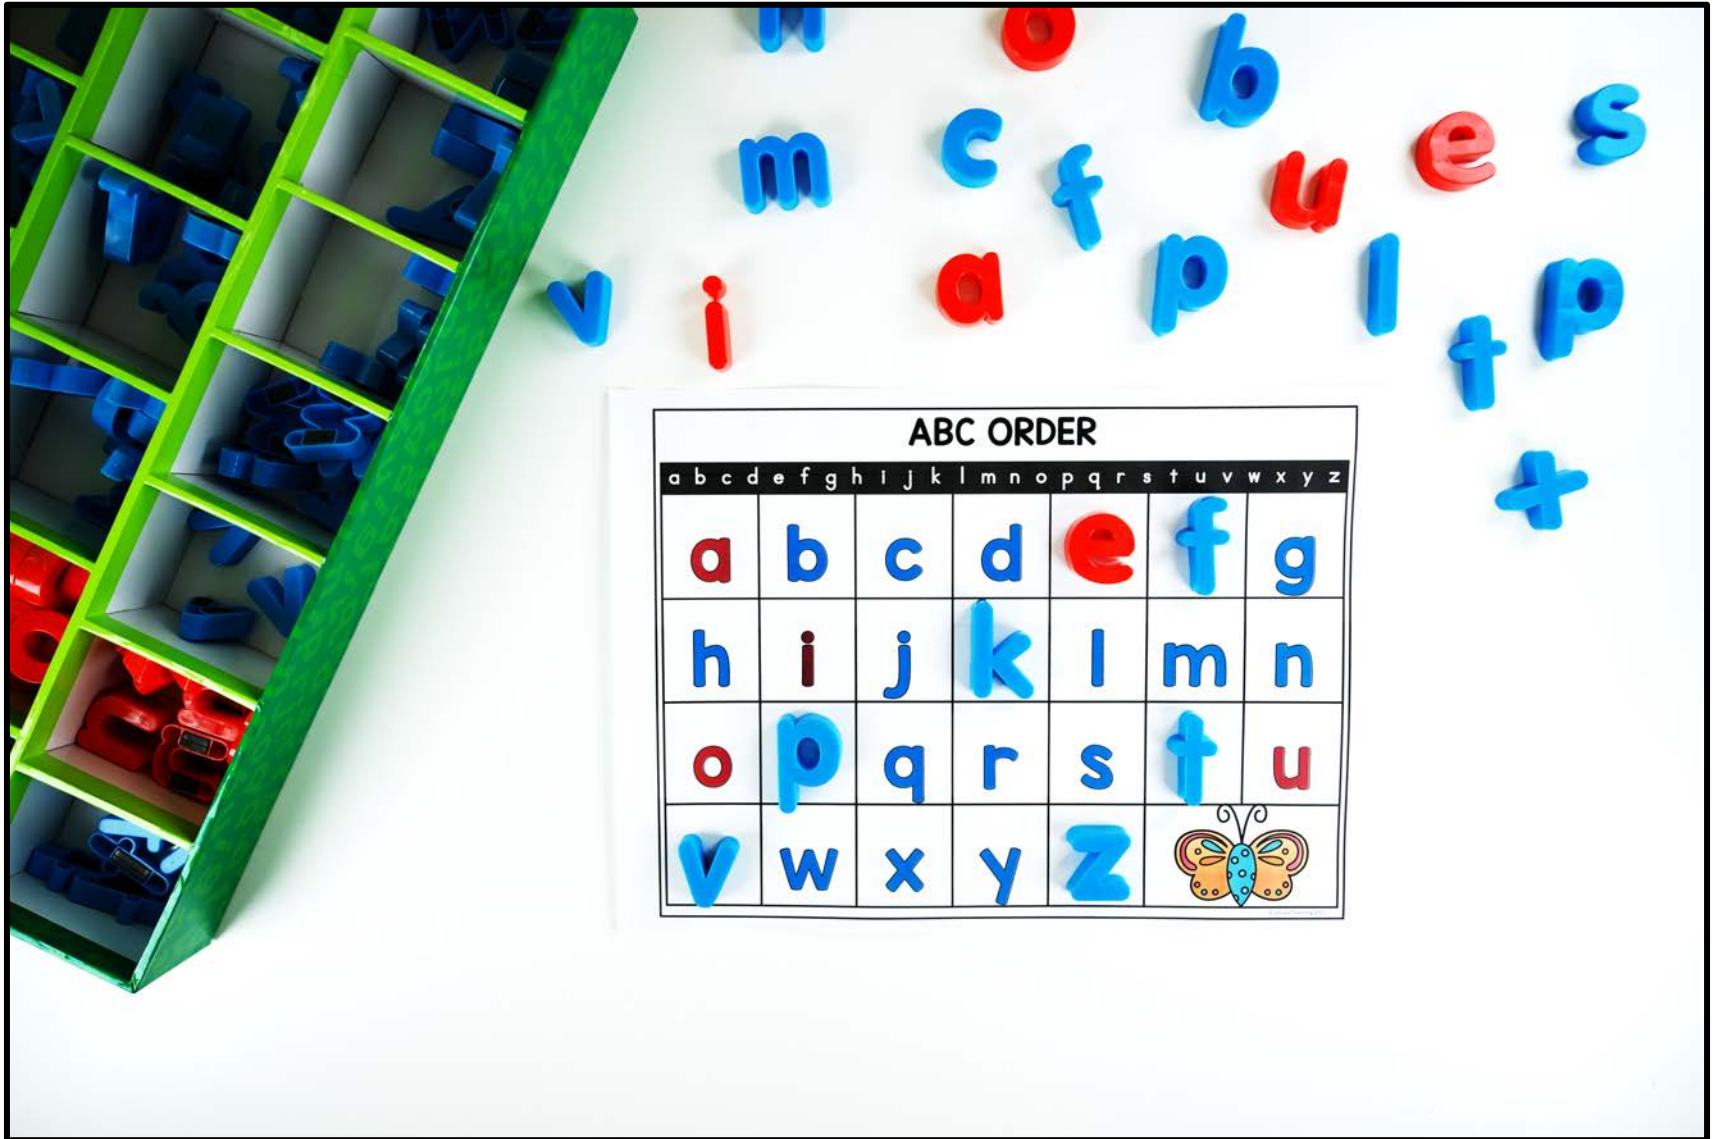 n o b
m c f u e s
v i a p l t p
x
ABC ORDER
a b c d e f g h i j k l m n o p q r s t u v w x y z
a b c d e f g
h i j k l m n
o p q r s t u
v w x y z